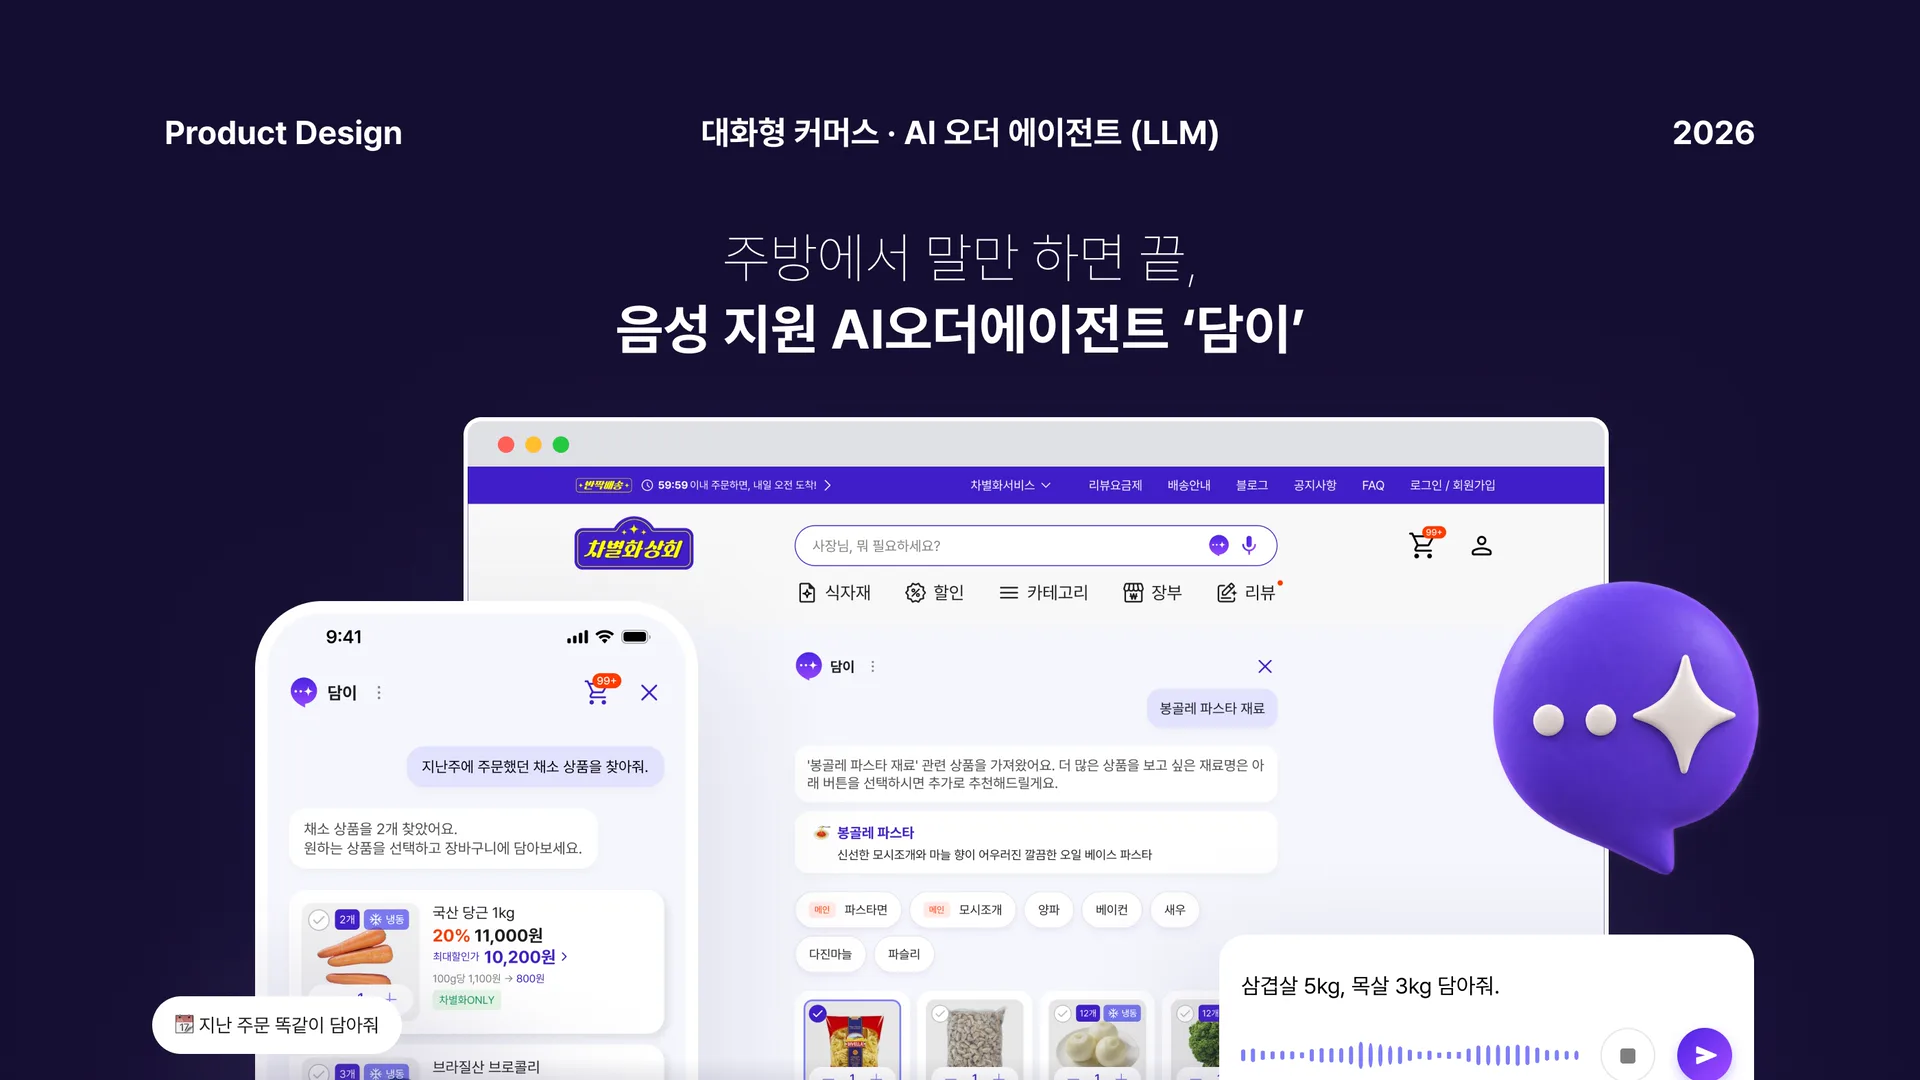 Product Design
대화형 커머스 · AI 오더 에이전트 (LLM)
2026
주방에서 말만 하면 끝,
음성 지원 AI오더에이전트 ‘담이’
반짝배송
59:59 이내 주문하면, 내일 오전 도착!
차별화서비스
리뷰요금제
배송안내
블로그
공지사항
FAQ
로그인 / 회원가입
차별화상회
사장님, 뭐 필요하세요?
99+
식자재
할인
카테고리
장부
리뷰
담이
봉골레 파스타 재료
'봉골레 파스타 재료' 관련 상품을 가져왔어요. 더 많은 상품을 보고 싶은 재료명은 아
래 버튼을 선택하시면 추가로 추천해드릴게요.
봉골레 파스타
신선한 모시조개와 마늘 향이 어우러진 깔끔한 오일 베이스 파스타
메인 파스타면
메인 모시조개
양파
베이컨
새우
다진마늘
파슬리
1
1
12개
냉동
1
12개
9:41
담이
99+
지난주에 주문했던 채소 상품을 찾아줘.
채소 상품을 2개 찾았어요.
원하는 상품을 선택하고 장바구니에 담아보세요.
2개
냉동
국산 당근 1kg
20% 11,000원
최대할인가 10,200원
100g당 1,100원 → 800원
차별화ONLY
지난 주문 똑같이 담아줘
3개
냉동
브라질산 브로콜리
삼겹살 5kg, 목살 3kg 담아줘.